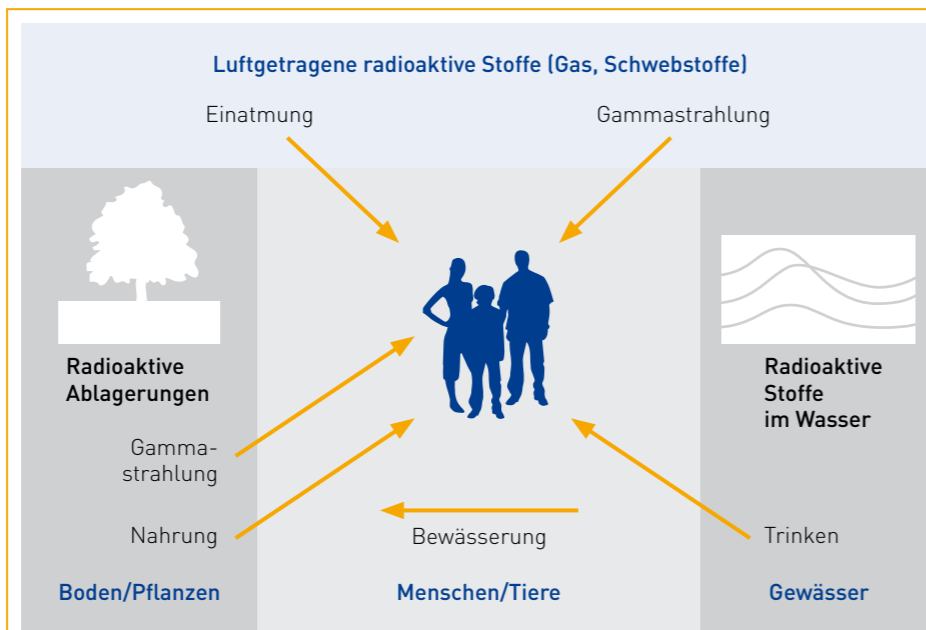 Luftgetragene radioaktive Stoffe (Gas, Schwebstoffe)
Einatmung
Gammastrahlung
Radioaktive
Ablagerungen
Radioaktive
Stoffe
im Wasser
Gamma-
strahlung
Nahrung
Bewässerung
Trinken
Boden/Pflanzen
Menschen/Tiere
Gewässer